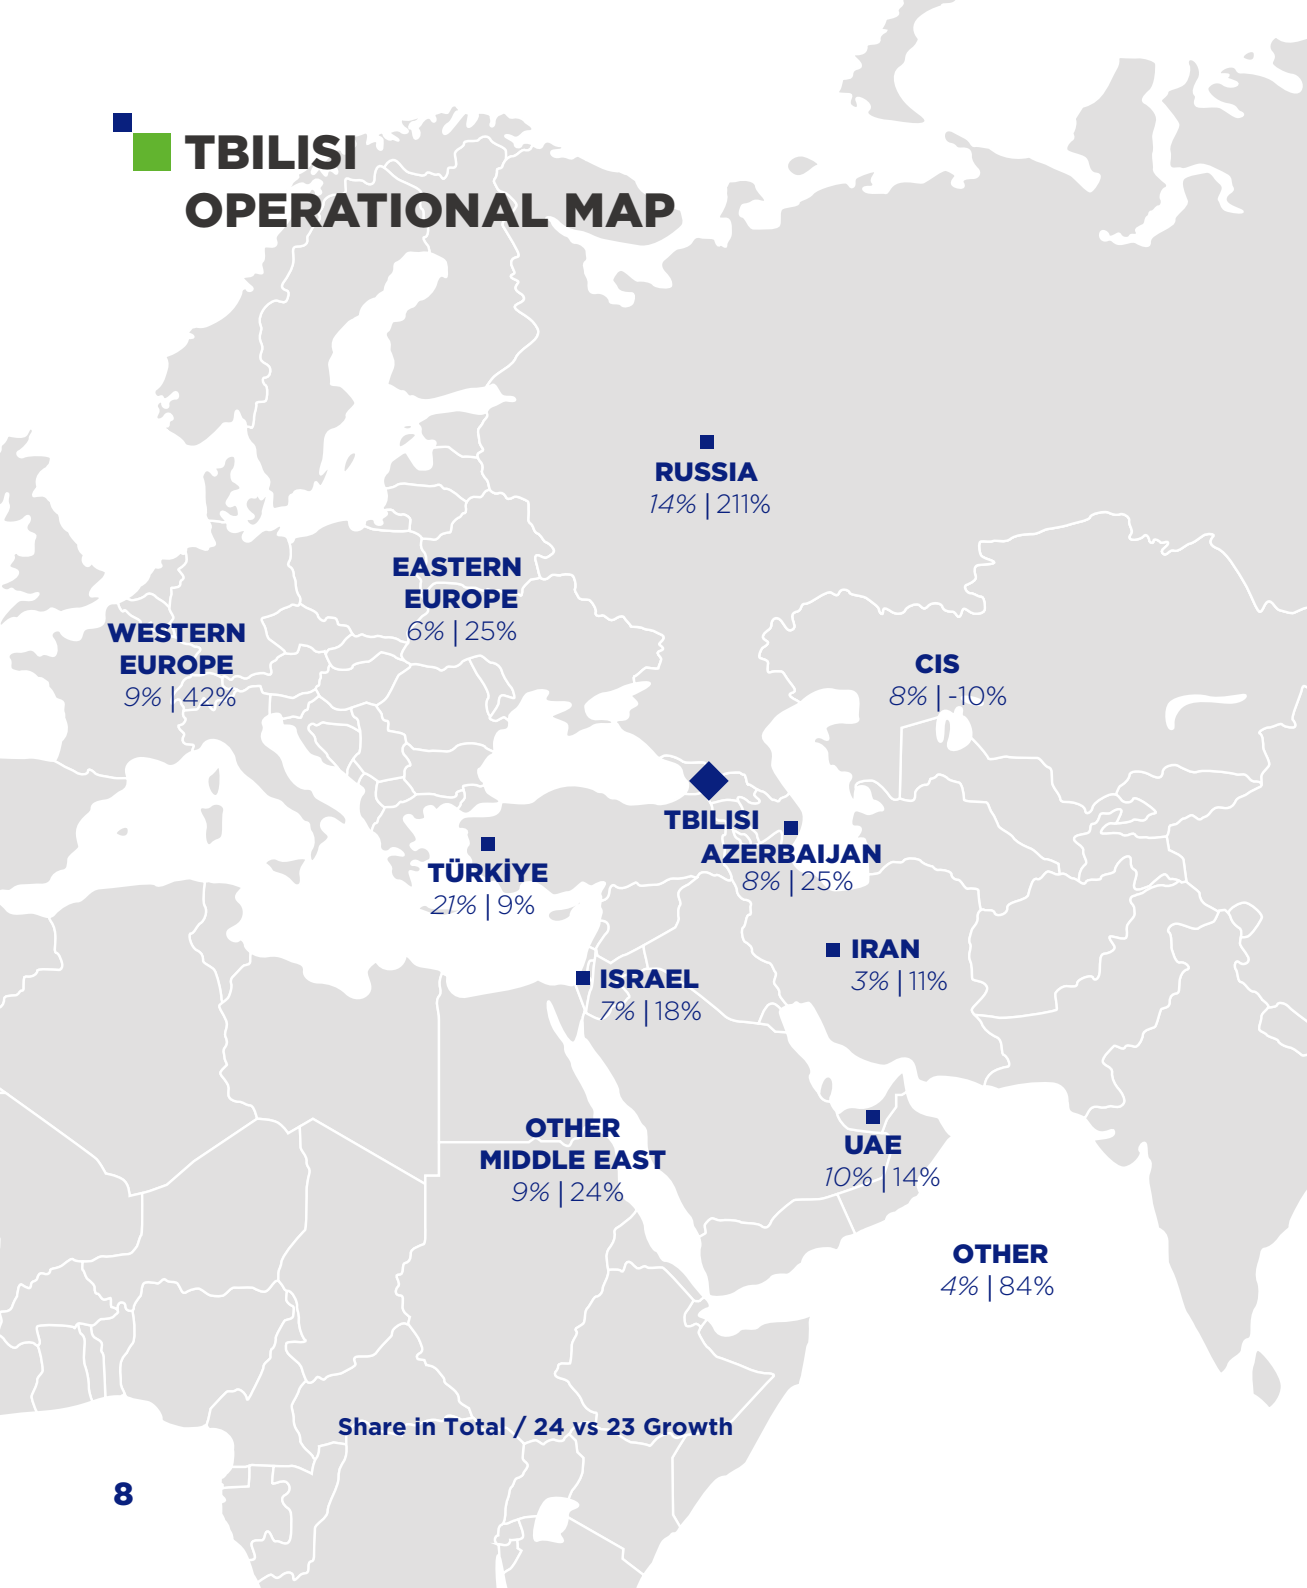 TBILISI
OPERATIONAL MAP
RUSSIA
14% | 211%
EASTERN
EUROPE
6% | 25%
WESTERN
EUROPE
9% | 42%
CIS
8% | -10%
TBILISI
AZERBAIJAN
8% | 25%
TÜRKİYE
21% | 9%
IRAN
3% | 11%
ISRAEL
7% | 18%
OTHER
MIDDLE EAST
9% | 24%
UAE
10% | 14%
OTHER
4% | 84%
Share in Total / 24 vs 23 Growth
8